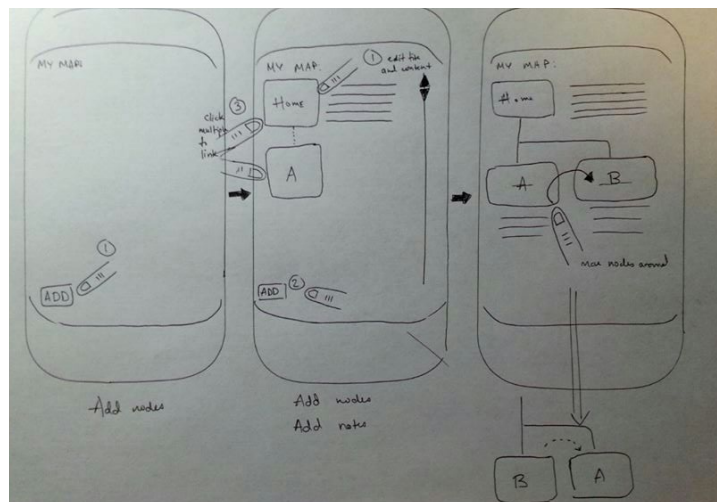 MY MAP:
①
ADD
Add nodes
MY MAP:
①
edit title
and content
Home
③
click
multiple
to
link
A
②
ADD
Add nodes
Add notes
MY MAP:
Home
A
B
Move nodes around
B
A